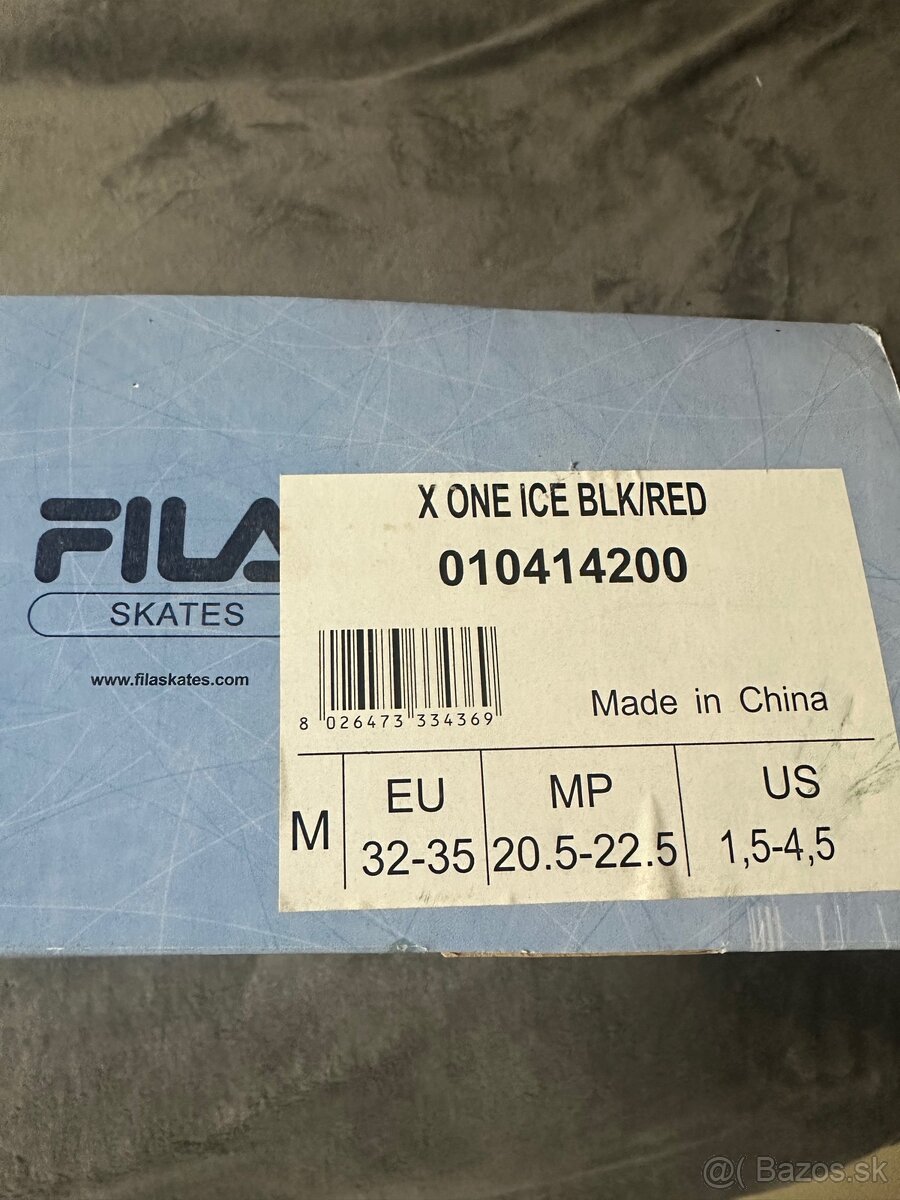 FILA
SKATES
www.filaskates.com
X ONE ICE BLK/RED
010414200
8 026473 334369
Made in China
M
EU
32-35
MP
20.5-22.5
US
1,5-4,5
@( Bazos.sk